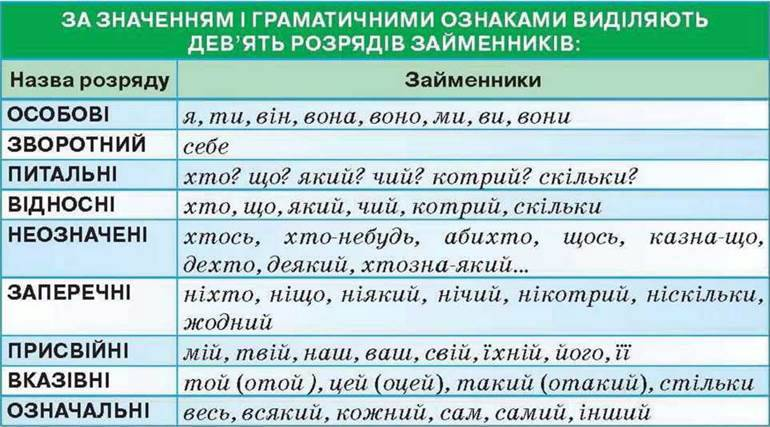 ЗА ЗНАЧЕННЯМ І ГРАМАТИЧНИМИ ОЗНАКАМИ ВИДІЛЯЮТЬ
ДЕВ’ЯТЬ РОЗРЯДІВ ЗАЙМЕННИКІВ:
Назва розряду Займенники
ОСОБОВІ я, ти, він, вона, воно, ми, ви, вони
ЗВОРОТНИЙ себе
ПИТАЛЬНІ хто? що? який? чий? котрий? скільки?
ВІДНОСНІ хто, що, який, чий, котрий, скільки
НЕОЗНАЧЕНІ хтось, хто-небудь, абихто, щось, казна-що,
дехто, деякий, хтозна-який...
ЗАПЕРЕЧНІ ніхто, ніщо, ніякий, нічий, нікотрий, ніскільки,
жодний
ПРИСВІЙНІ мій, твій, наш, ваш, свій, їхній, його, її
ВКАЗІВНІ той (отой), цей (оцей), такий (отакий), стільки
ОЗНАЧАЛЬНІ весь, всякий, кожний, сам, самий, інший